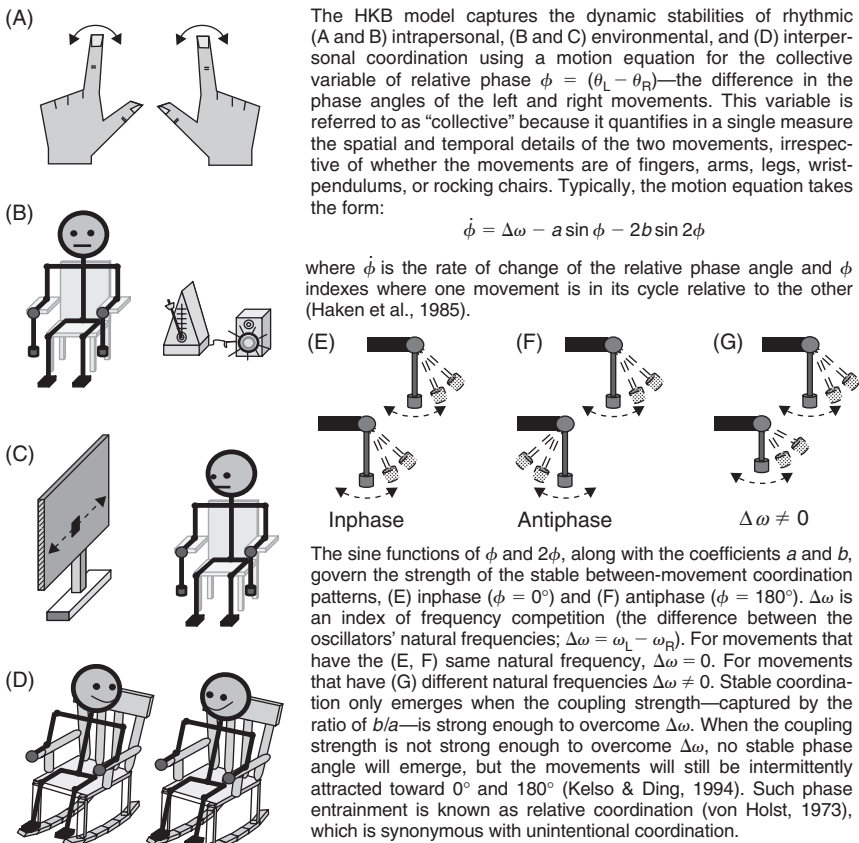 (A)
The HKB model captures the dynamic stabilities of rhythmic
(A and B) intrapersonal, (B and C) environmental, and (D) interper-
sonal coordination using a motion equation for the collective
variable of relative phase ϕ = (θL – θR)—the difference in the
phase angles of the left and right movements. This variable is
referred to as “collective” because it quantifies in a single measure
the spatial and temporal details of the two movements, irrespec-
tive of whether the movements are of fingers, arms, legs, wrist-
pendulums, or rocking chairs. Typically, the motion equation takes
the form:
ϕ̇ = Δω − a sin ϕ − 2b sin 2ϕ
where ϕ̇ is the rate of change of the relative phase angle and ϕ
indexes where one movement is in its cycle relative to the other
(Haken et al., 1985).
(B)
(E)
(F)
(G)
Inphase
Antiphase
Δω ≠ 0
(C)
The sine functions of ϕ and 2ϕ, along with the coefficients a and b,
govern the strength of the stable between-movement coordination
patterns, (E) inphase (ϕ = 0°) and (F) antiphase (ϕ = 180°). Δω is
an index of frequency competition (the difference between the
oscillators’ natural frequencies; Δω = ωL – ωR). For movements that
have the (E, F) same natural frequency, Δω = 0. For movements
that have (G) different natural frequencies Δω ≠ 0. Stable coordina-
tion only emerges when the coupling strength—captured by the
ratio of b/a—is strong enough to overcome Δω. When the coupling
strength is not strong enough to overcome Δω, no stable phase
angle will emerge, but the movements will still be intermittently
attracted toward 0° and 180° (Kelso & Ding, 1994). Such phase
entrainment is known as relative coordination (von Holst, 1973),
which is synonymous with unintentional coordination.
(D)